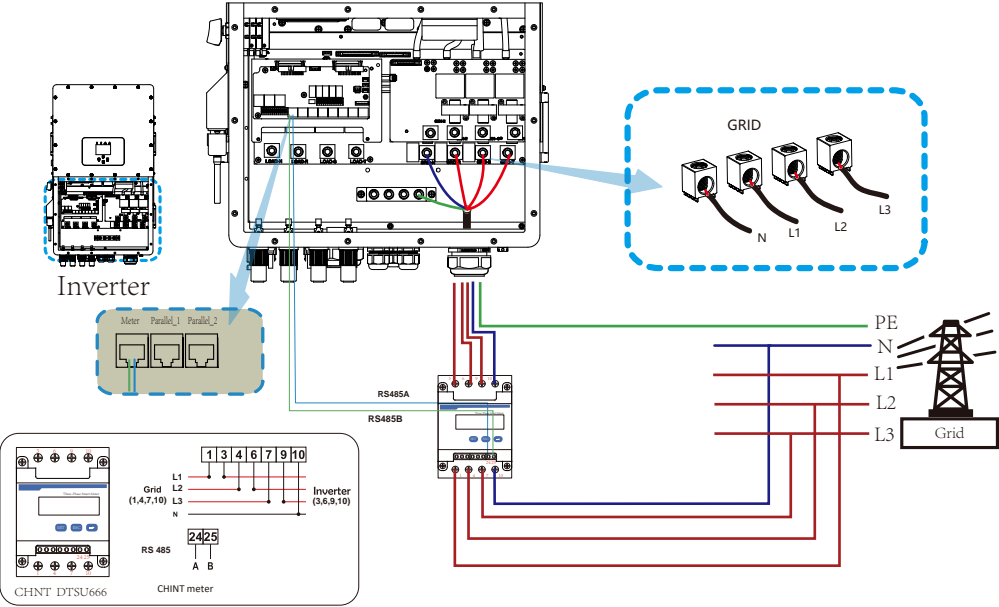 GRID
N
L1
L2
L3
Inverter
Meter Parallel_1 Parallel_2
PE
N
L1
L2
L3
Grid
RS485A
RS485B
1 3 4 6 7 9 10
L1
L2
L3
N
Grid
(1,4,7,10)
Inverter
(3,6,9,10)
24 25
RS 485
A B
CHNT DTSU666
CHINT meter